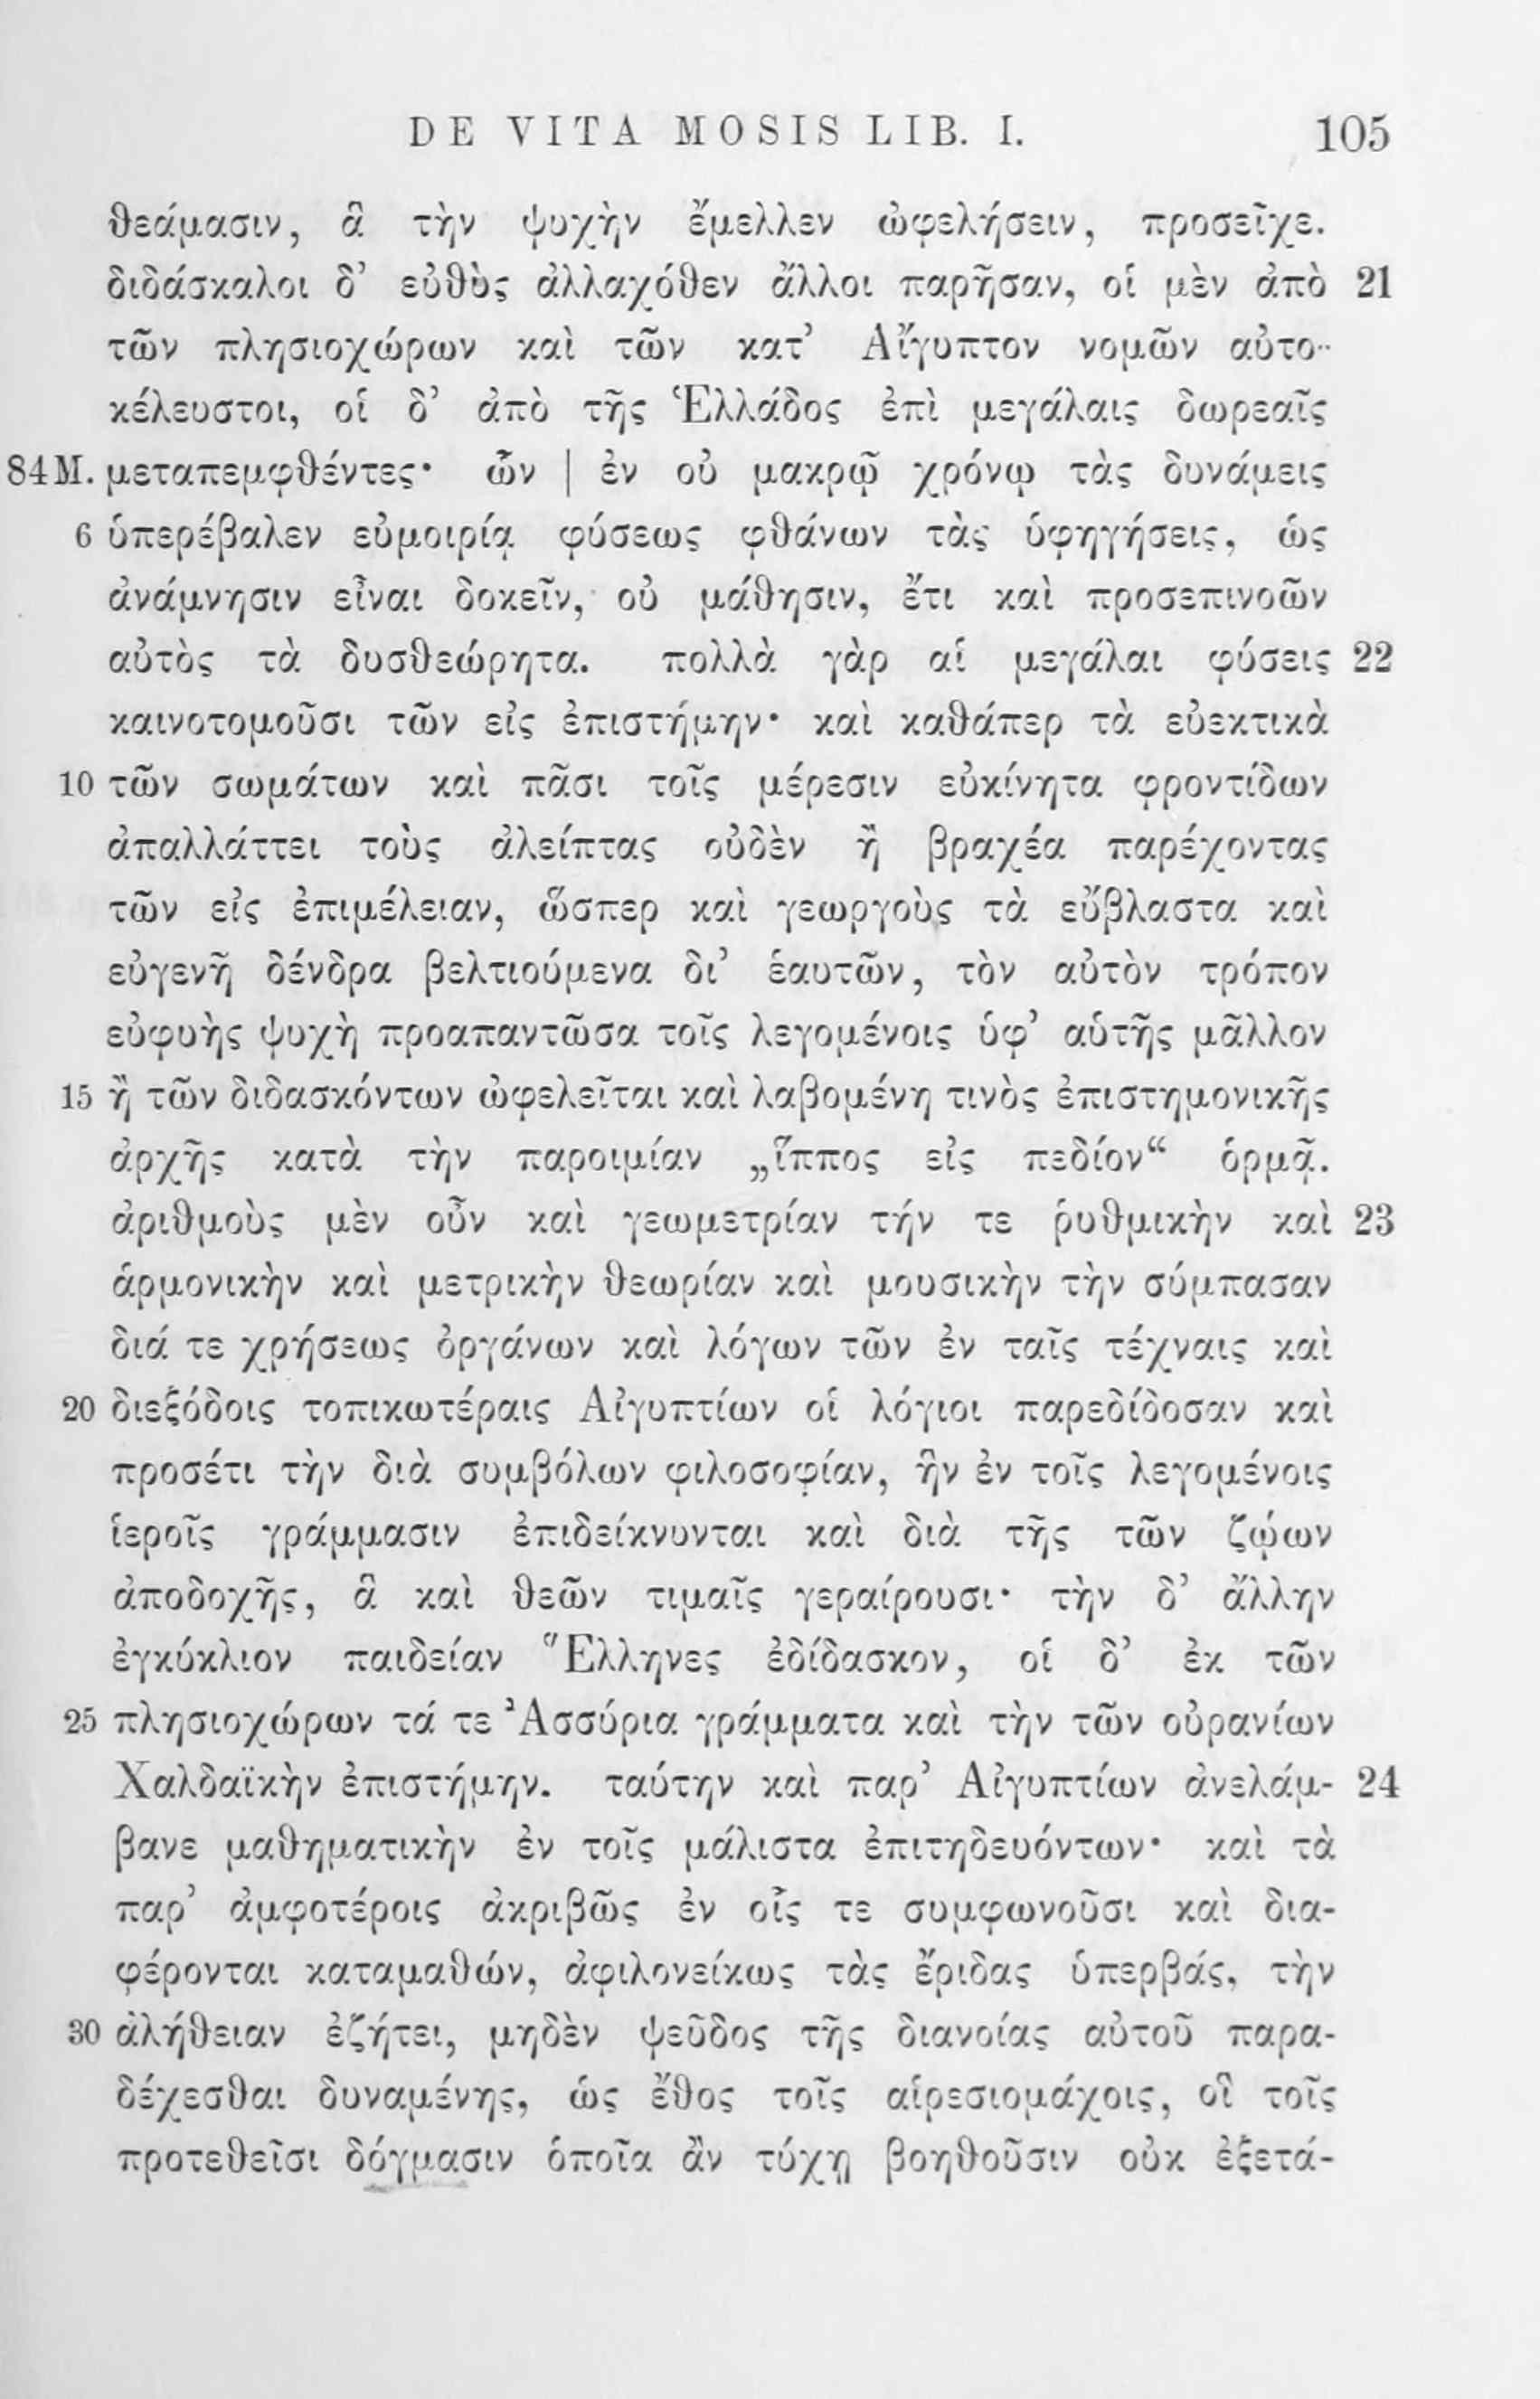 DE VITA MOSIS LIB. I. 105
θεάμασιν, ἃ τὴν ψυχὴν ἔμελλεν ὠφελήσειν, προσεῖχε.
διδάσκαλοι δ’ εὐθὺς ἀλλαχόθεν ἄλλοι παρῆσαν, οἱ μὲν ἀπὸ 21
τῶν πλησιοχώρων καὶ τῶν κατ’ Αἴγυπτον νομῶν αὐτο-
κέλευστοι, οἱ δ’ ἀπὸ τῆς Ἑλλάδος ἐπὶ μεγάλαις δωρεαῖς
84 M. μεταπεμφθέντες· ὧν | ἐν οὐ μακρῷ χρόνῳ τὰς δυνάμεις
6 ὑπερέβαλεν εὐμοιρίᾳ φύσεως φθάνων τὰς ὑφηγήσεις, ὡς
ἀνάμνησιν εἶναι δοκεῖν, οὐ μάθησιν, ἔτι καὶ προσεπινοῶν
αὐτὸς τὰ δυσθεώρητα. πολλὰ γὰρ αἱ μεγάλαι φύσεις 22
καινοτομοῦσι τῶν εἰς ἐπιστήμην· καὶ καθάπερ τὰ εὐεκτικὰ
10 τῶν σωμάτων καὶ πᾶσι τοῖς μέρεσιν εὐκίνητα φροντίδων
ἀπαλλάττει τοὺς ἀλείπτας οὐδὲν ἢ βραχέα παρέχοντας
τῶν εἰς ἐπιμέλειαν, ὥσπερ καὶ γεωργοὺς τὰ εὔβλαστα καὶ
εὐγενῆ δένδρα βελτιούμενα δι’ ἑαυτῶν, τὸν αὐτὸν τρόπον
εὐφυὴς ψυχὴ προαπαντῶσα τοῖς λεγομένοις ὑφ’ αὑτῆς μᾶλλον
15 ἢ τῶν διδασκόντων ὠφελεῖται καὶ λαβομένη τινὸς ἐπιστημονικῆς
ἀρχῆς κατὰ τὴν παροιμίαν „ἵππος εἰς πεδίον“ ὁρμᾷ.
ἀριθμοὺς μὲν οὖν καὶ γεωμετρίαν τήν τε ῥυθμικὴν καὶ 23
ἁρμονικὴν καὶ μετρικὴν θεωρίαν καὶ μουσικὴν τὴν σύμπασαν
διά τε χρήσεως ὀργάνων καὶ λόγων τῶν ἐν ταῖς τέχναις καὶ
20 διεξόδοις τοπικωτέραις Αἰγυπτίων οἱ λόγιοι παρεδίδοσαν καὶ
προσέτι τὴν διὰ συμβόλων φιλοσοφίαν, ἣν ἐν τοῖς λεγομένοις
ἱεροῖς γράμμασιν ἐπιδείκνυνται καὶ διὰ τῆς τῶν ζῴων
ἀποδοχῆς, ἃ καὶ θεῶν τιμαῖς γεραίρουσι· τὴν δ’ ἄλλην
ἐγκύκλιον παιδείαν Ἕλληνες ἐδίδασκον, οἱ δ’ ἐκ τῶν
25 πλησιοχώρων τά τε Ἀσσύρια γράμματα καὶ τὴν τῶν οὐρανίων
Χαλδαϊκὴν ἐπιστήμην. ταύτην καὶ παρ’ Αἰγυπτίων ἀνελάμ- 24
βανε μαθηματικὴν ἐν τοῖς μάλιστα ἐπιτηδευόντων· καὶ τὰ
παρ’ ἀμφοτέροις ἀκριβῶς ἐν οἷς τε συμφωνοῦσι καὶ δια-
φέρονται καταμαθών, ἀφιλονείκως τὰς ἔριδας ὑπερβάς, τὴν
30 ἀλήθειαν ἐζήτει, μηδὲν ψεῦδος τῆς διανοίας αὐτοῦ παρα-
δέχεσθαι δυναμένης, ὡς ἔθος τοῖς αἱρεσιομάχοις, οἳ τοῖς
προτεθεῖσι δόγμασιν ὁποῖα ἂν τύχῃ βοηθοῦσιν οὐκ ἐξετά-